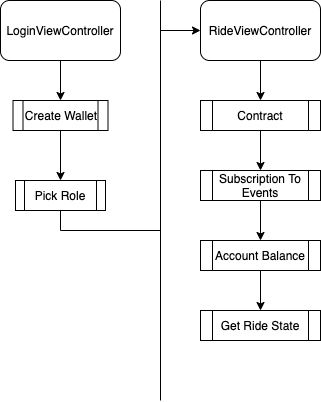 LoginViewController
Create Wallet
Pick Role
RideViewController
Contract
Subscription To
Events
Account Balance
Get Ride State